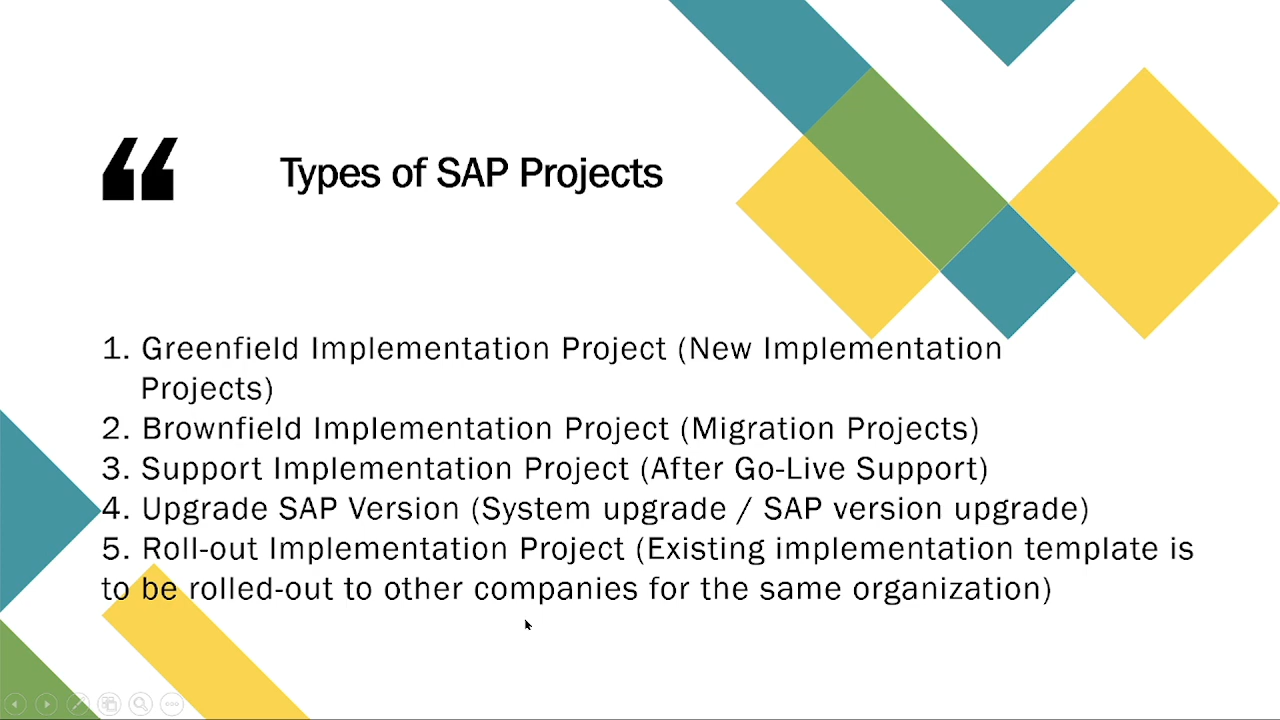 “
Types of SAP Projects
1. Greenfield Implementation Project (New Implementation
Projects)
2. Brownfield Implementation Project (Migration Projects)
3. Support Implementation Project (After Go-Live Support)
4. Upgrade SAP Version (System upgrade / SAP version upgrade)
5. Roll-out Implementation Project (Existing implementation template is
to be rolled-out to other companies for the same organization)